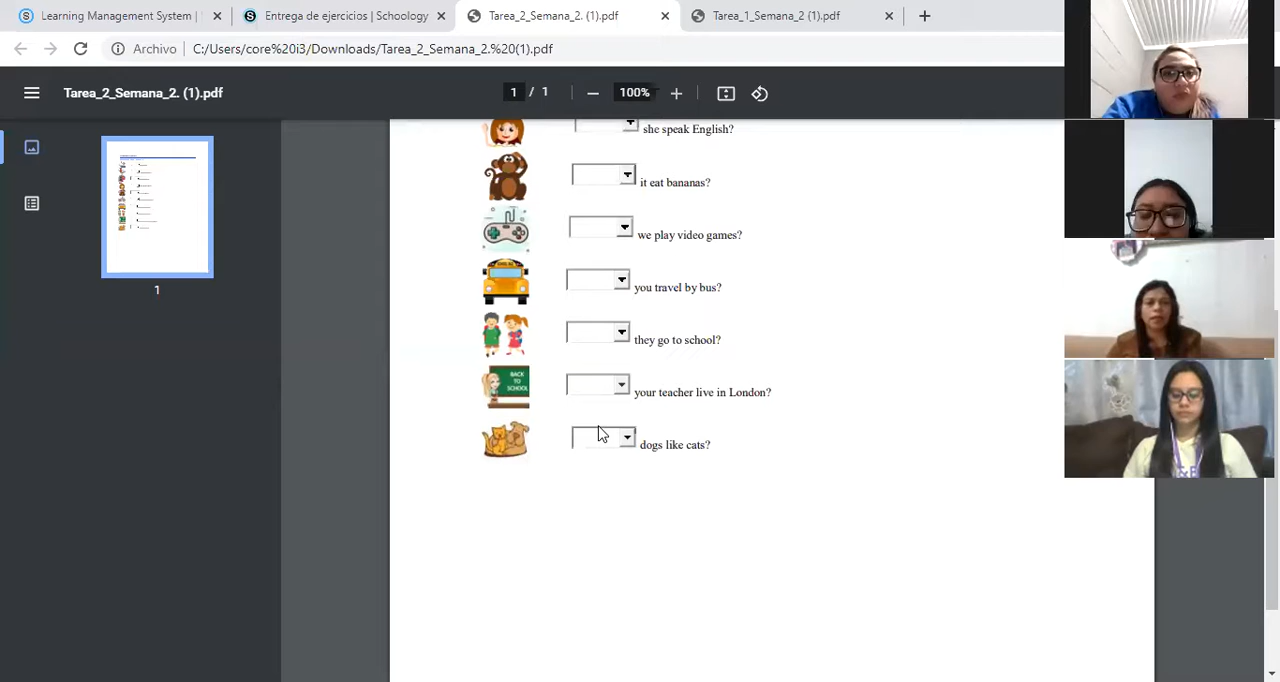 Learning Management System |
Entrega de ejercicios | Schoology
Tarea_2_Semana_2. (1).pdf
Tarea_1_Semana_2 (1).pdf
Archivo
C:/Users/core%20i3/Downloads/Tarea_2_Semana_2.%20(1).pdf
Tarea_2_Semana_2. (1).pdf
1 / 1
100%
1
she speak English?
it eat bananas?
SCHOOL BUS
we play video games?
you travel by bus?
they go to school?
BACK
TO
SCHOOL
your teacher live in London?
dogs like cats?